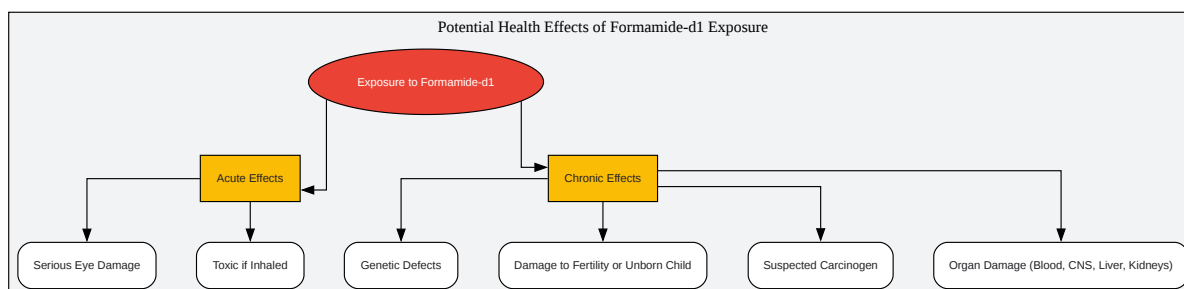 Potential Health Effects of Formamide-d1 Exposure
Exposure to Formamide-d1
Acute Effects
Chronic Effects
Serious Eye Damage
Toxic if Inhaled
Genetic Defects
Damage to Fertility or Unborn Child
Suspected Carcinogen
Organ Damage (Blood, CNS, Liver, Kidneys)